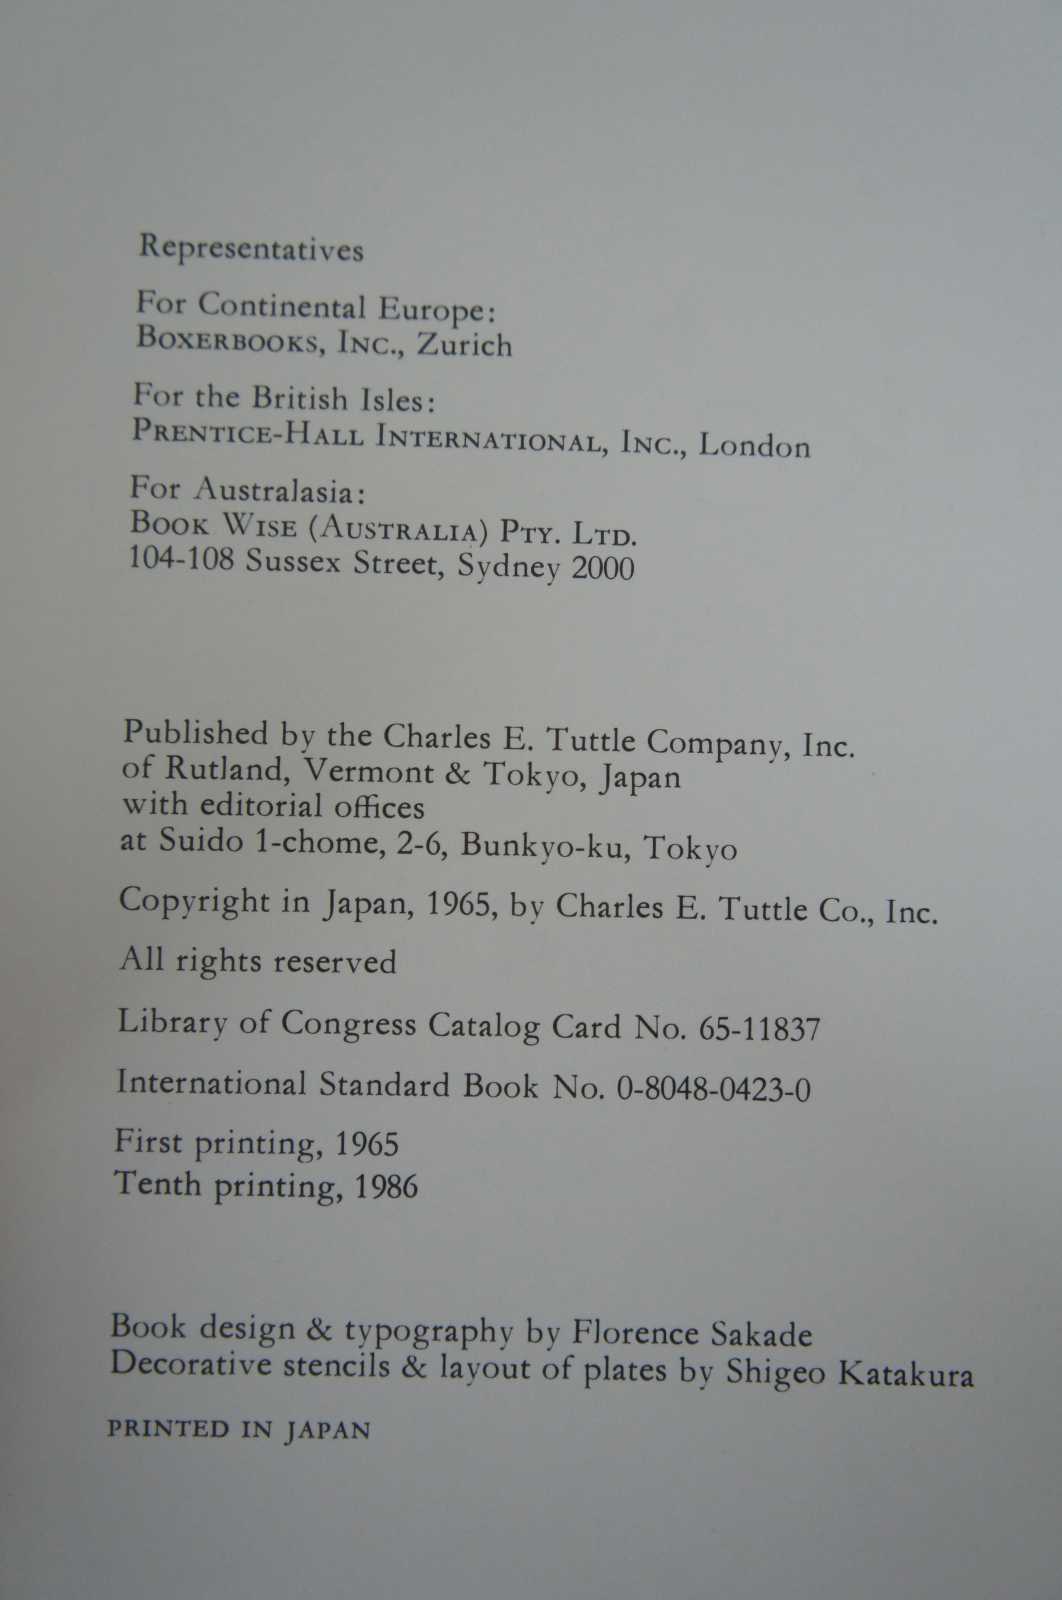 Representatives
For Continental Europe:
BOXERBOOKS, INC., Zurich
For the British Isles:
PRENTICE-HALL INTERNATIONAL, INC., London
For Australasia:
BOOK WISE (AUSTRALIA) PTY. LTD.
104-108 Sussex Street, Sydney 2000
Published by the Charles E. Tuttle Company, Inc.
of Rutland, Vermont & Tokyo, Japan
with editorial offices
at Suido 1-chome, 2-6, Bunkyo-ku, Tokyo
Copyright in Japan, 1965, by Charles E. Tuttle Co., Inc.
All rights reserved
Library of Congress Catalog Card No. 65-11837
International Standard Book No. 0-8048-0423-0
First printing, 1965
Tenth printing, 1986
Book design & typography by Florence Sakade
Decorative stencils & layout of plates by Shigeo Katakura
PRINTED IN JAPAN